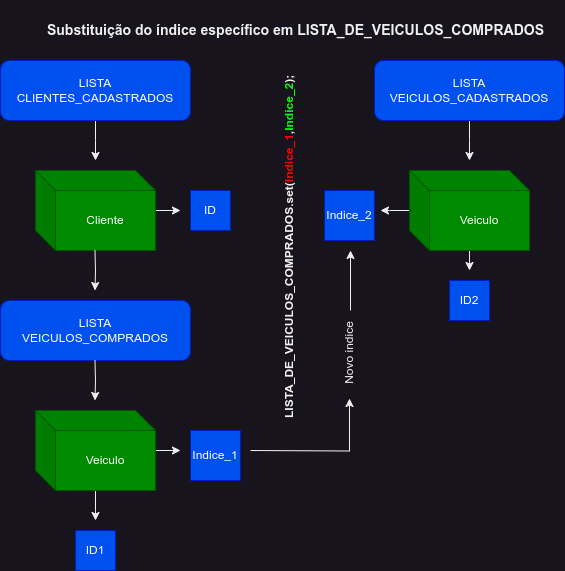 Substituição do índice específico em LISTA_DE_VEICULOS_COMPRADOS
LISTA
CLIENTES_CADASTRADOS
LISTA
VEICULOS_CADASTRADOS
Cliente
ID
LISTA_DE_VEICULOS_COMPRADOS.set(Indice_1,Indice_2);
Indice_2
Veiculo
ID2
LISTA
VEICULOS_COMPRADOS
Novo indice
Veiculo
Indice_1
ID1